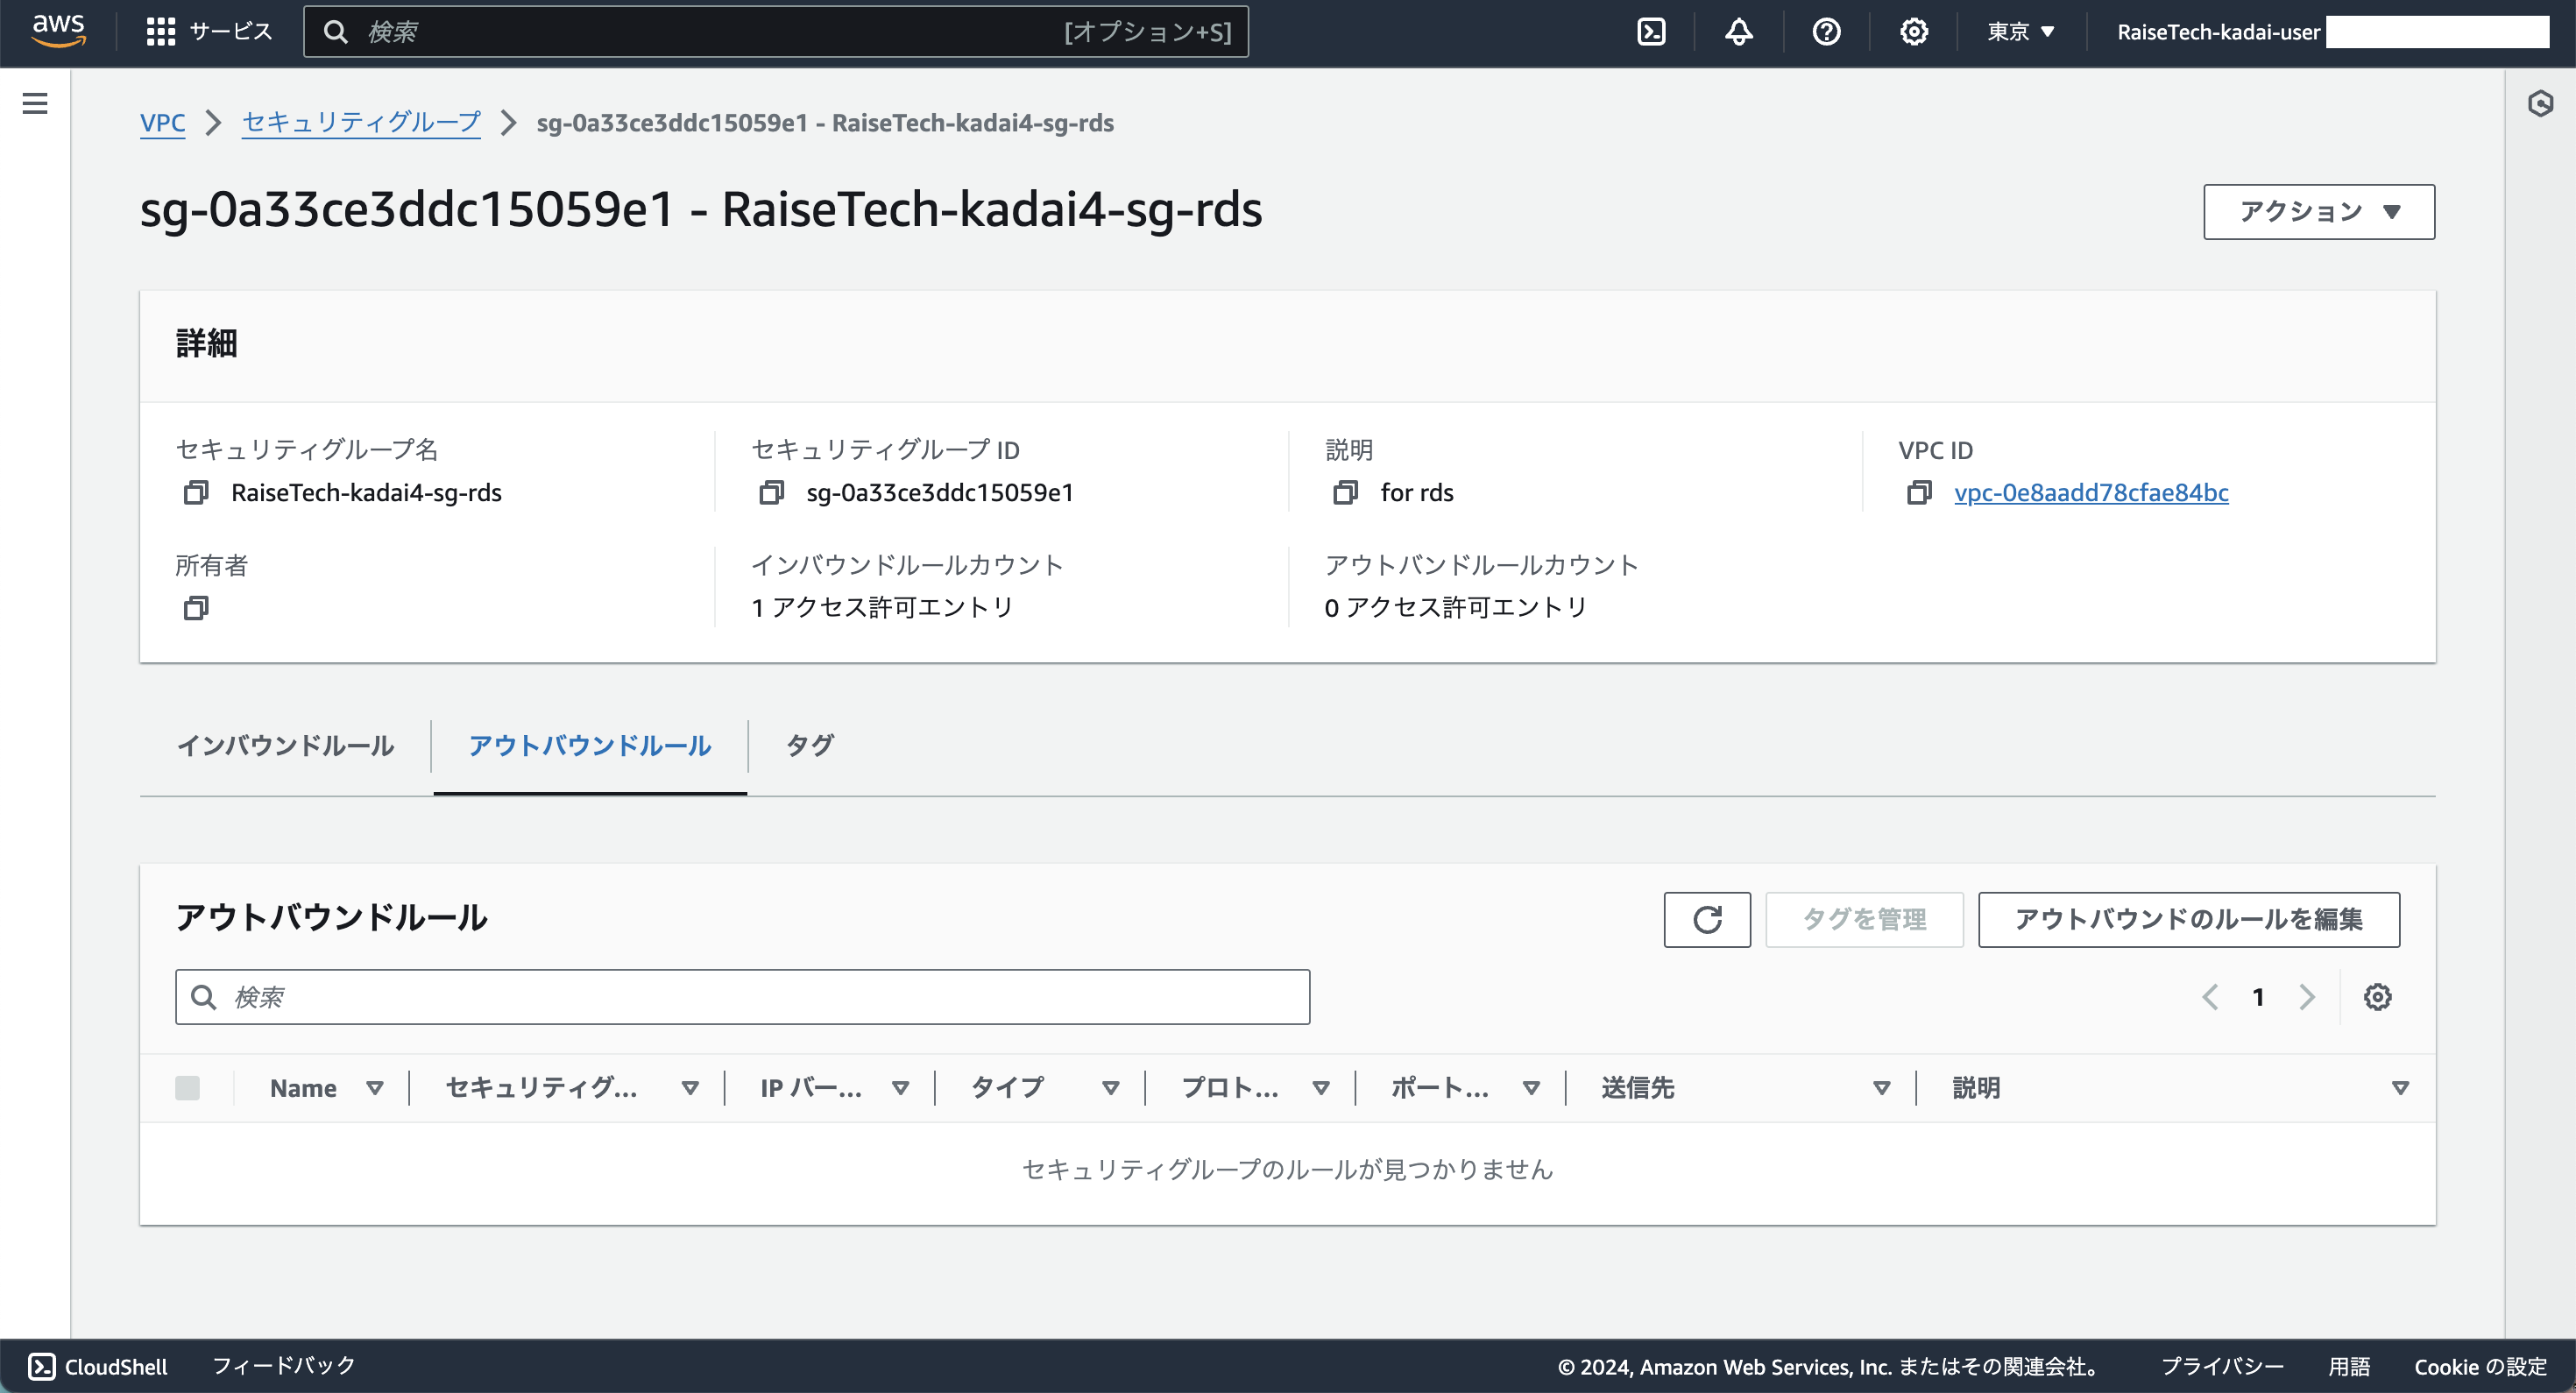 aws サービス 検索 [オプション+S] 東京 RaiseTech-kadai-user
VPC セキュリティグループ sg-0a33ce3ddc15059e1 - RaiseTech-kadai4-sg-rds
sg-0a33ce3ddc15059e1 - RaiseTech-kadai4-sg-rds アクション
詳細
セキュリティグループ名 セキュリティグループ ID 説明 VPC ID
RaiseTech-kadai4-sg-rds sg-0a33ce3ddc15059e1 for rds vpc-0e8aadd78cfae84bc
所有者 インバウンドルールカウント アウトバンドルールカウント
1 アクセス許可エントリ 0 アクセス許可エントリ
インバウンドルール アウトバウンドルール タグ
アウトバウンドルール タグを管理 アウトバウンドのルールを編集
検索 1
Name セキュリティグ... IP バー... タイプ プロト... ポート... 送信先 説明
セキュリティグループのルールが見つかりません
CloudShell フィードバック © 2024, Amazon Web Services, Inc. またはその関連会社。 プライバシー 用語 Cookie の設定